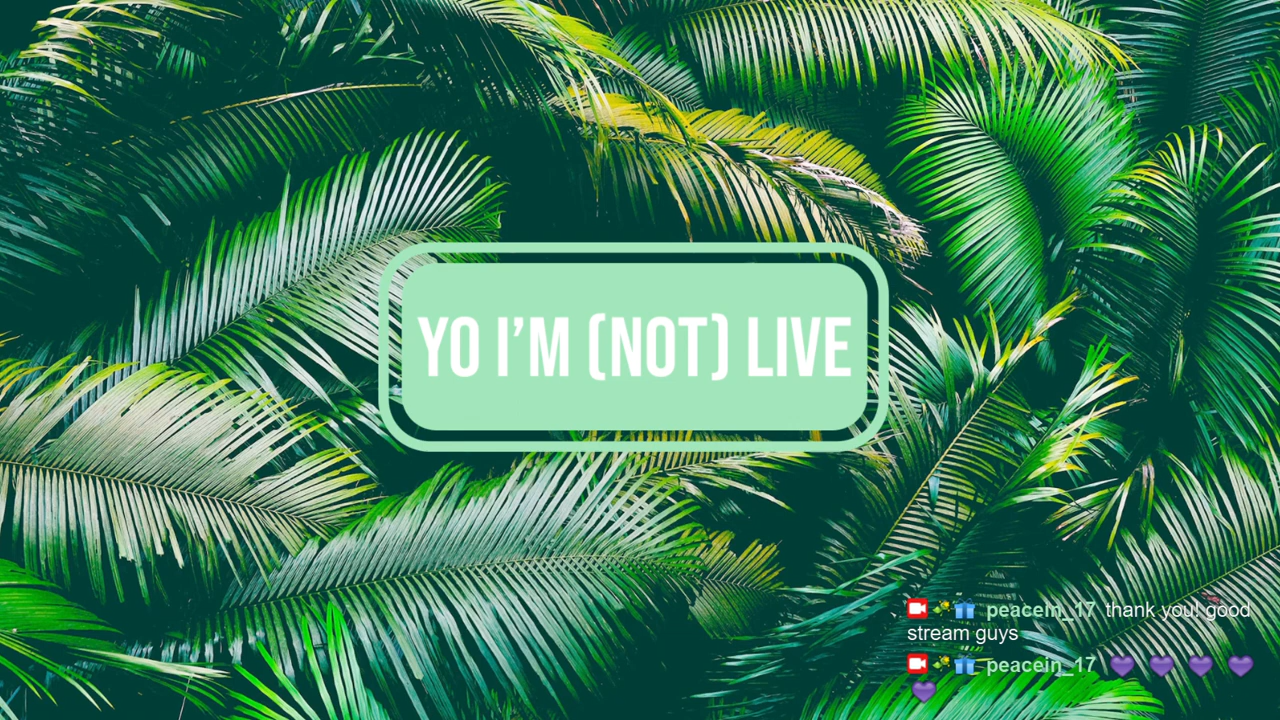 YO I'M (NOT) LIVE
peacein_17 thank you! good
stream guys
peacein_17 💜 💜 💜 💜
💜